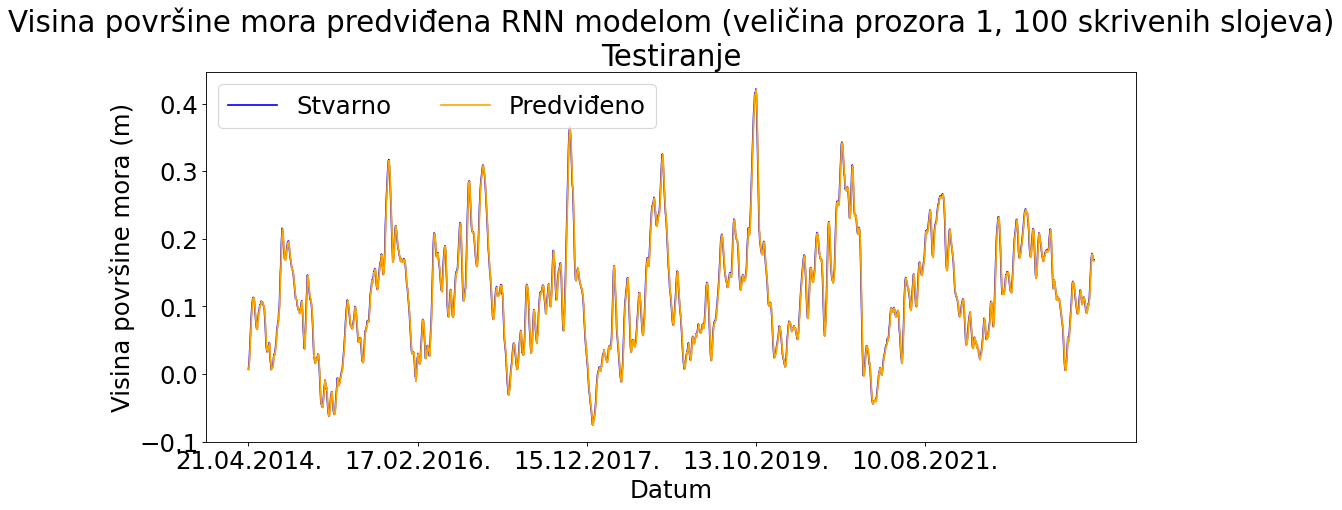 Visina površine mora predviđena RNN modelom (veličina prozora 1, 100 skrivenih slojeva)
Testiranje
Stvarno Predviđeno
Visina površine mora (m)
0.4
0.3
0.2
0.1
0.0
−0.1
21.04.2014. 17.02.2016. 15.12.2017. 13.10.2019. 10.08.2021.
Datum